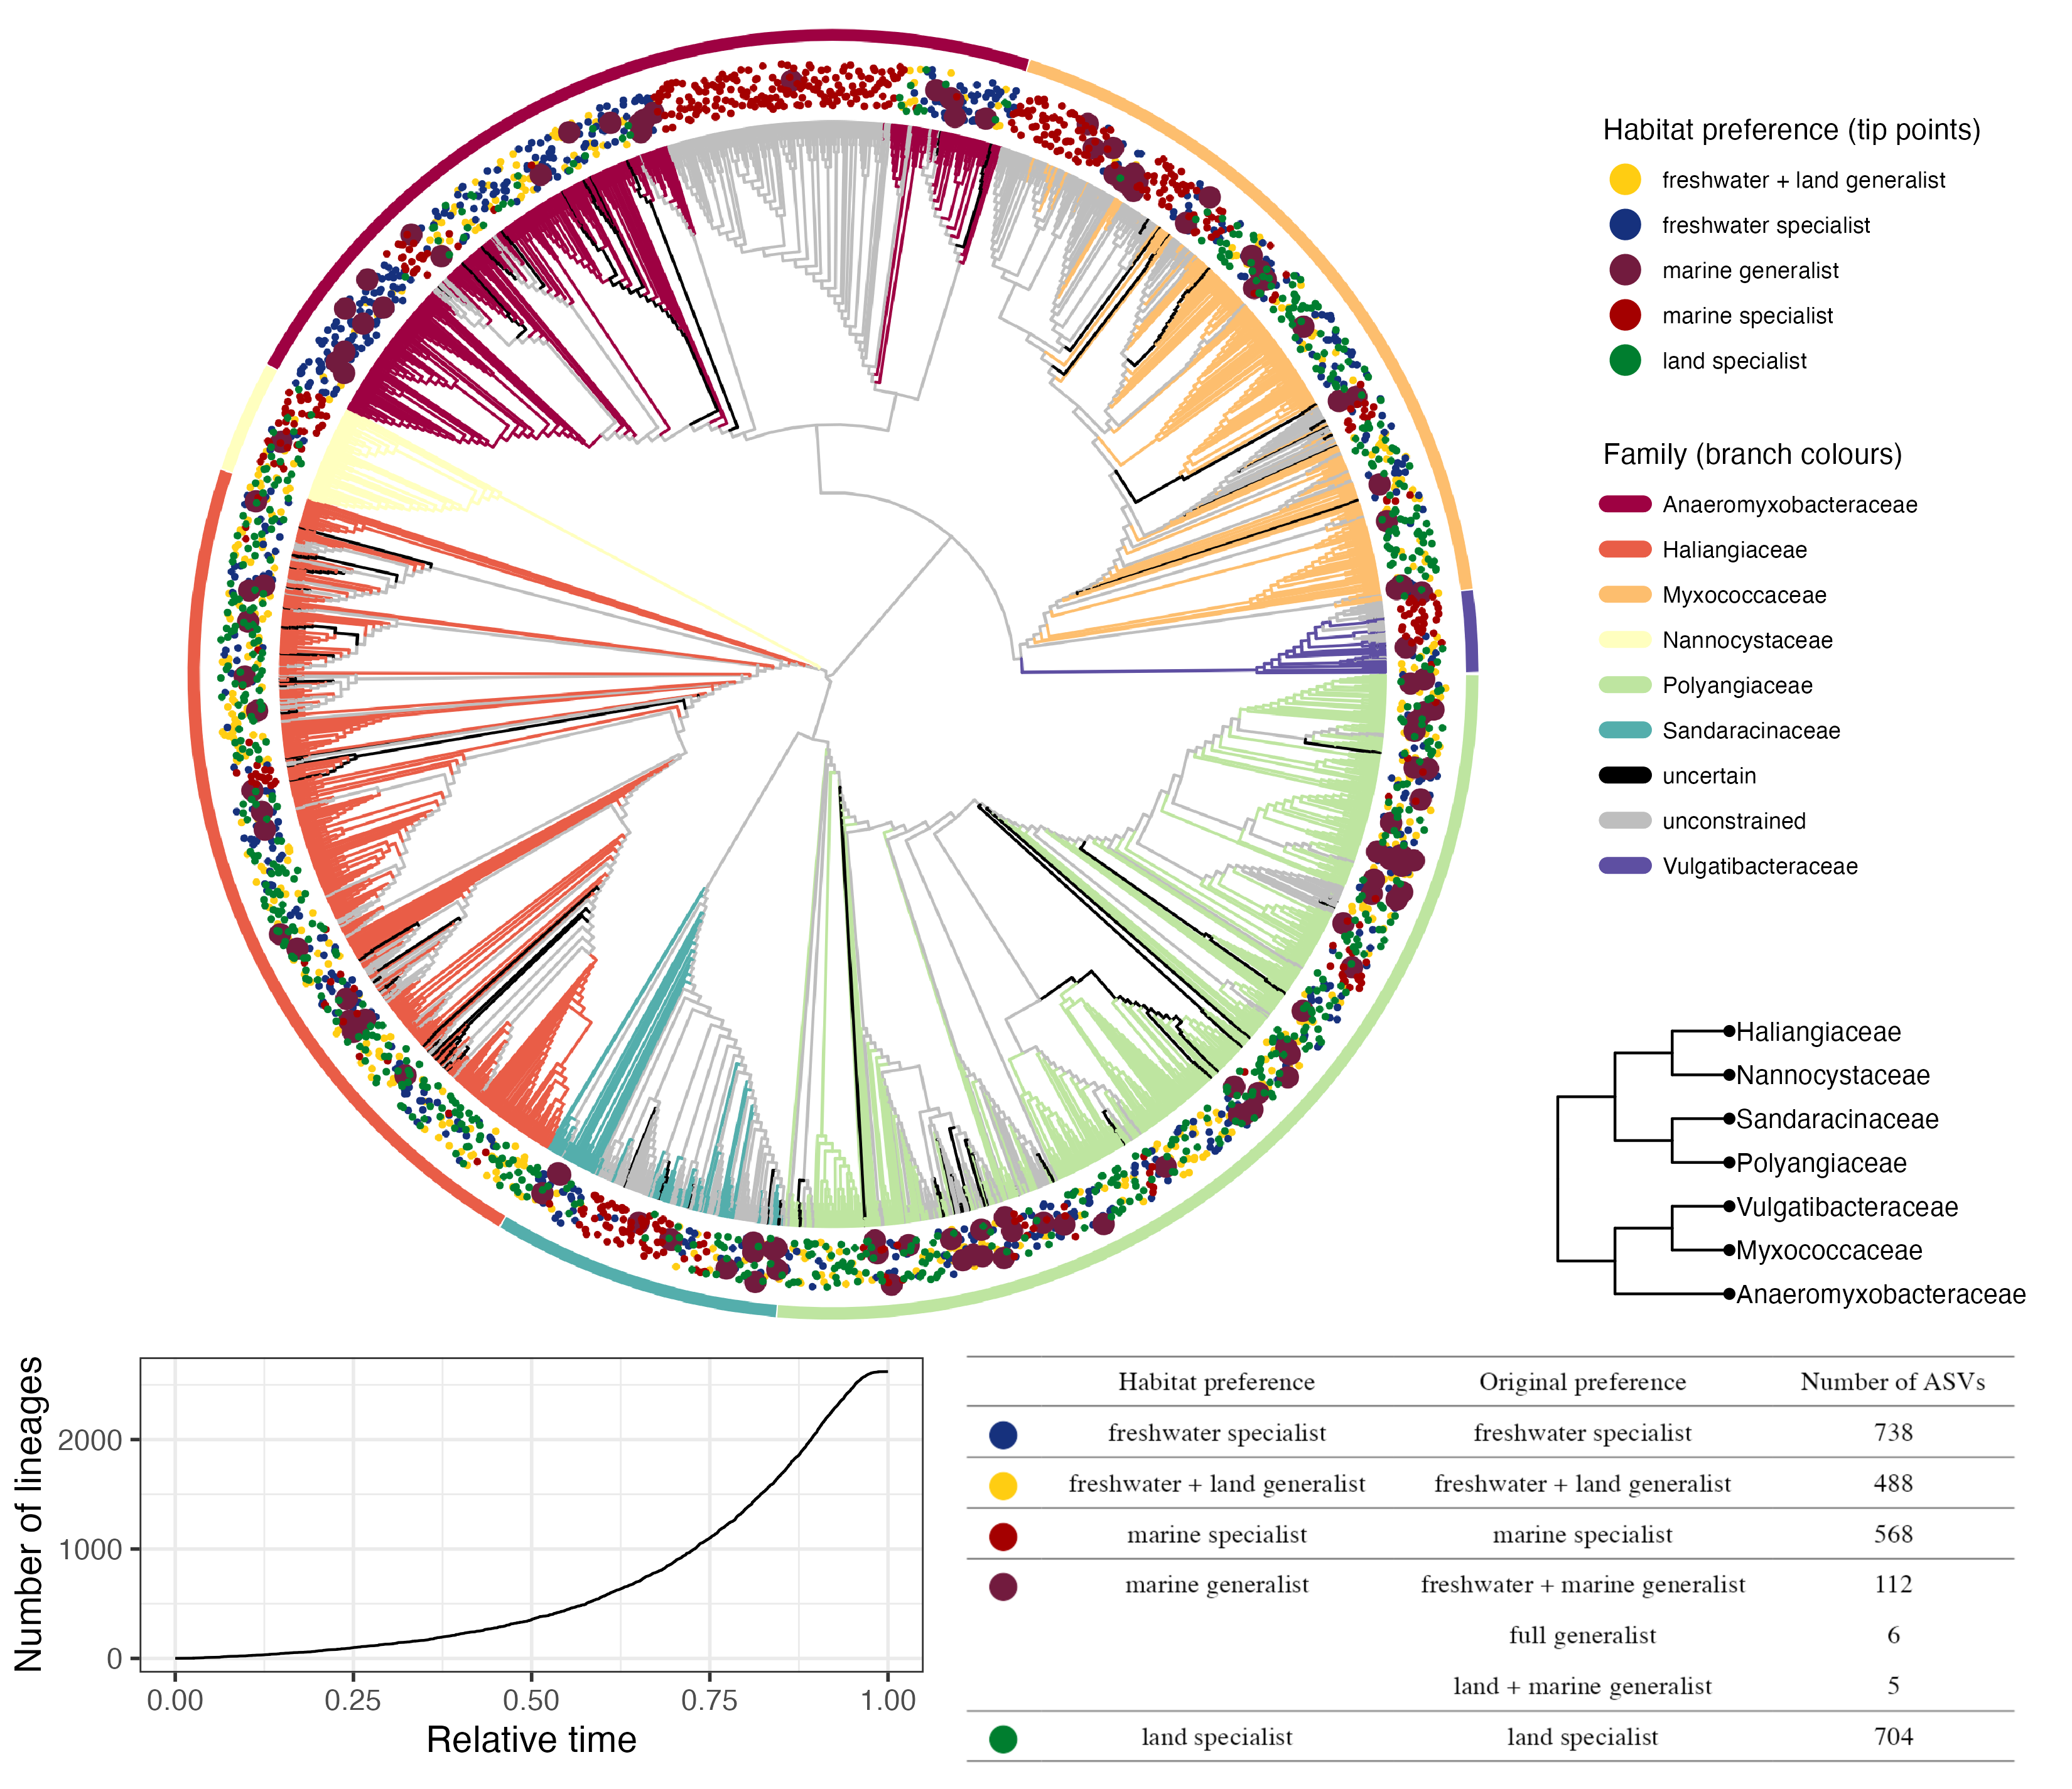 Habitat preference (tip points)
freshwater + land generalist
freshwater specialist
marine generalist
marine specialist
land specialist
Family (branch colours)
Anaeromyxobacteraceae
Haliangiaceae
Myxococcaceae
Nannocystaceae
Polyangiaceae
Sandaracinaceae
uncertain
unconstrained
Vulgatibacteraceae
Haliangiaceae
Nannocystaceae
Sandaracinaceae
Polyangiaceae
Vulgatibacteraceae
Myxococcaceae
Anaeromyxobacteraceae
Number of lineages
2000
1000
0
0.00 0.25 0.50 0.75 1.00
Relative time
Habitat preference Original preference Number of ASVs
freshwater specialist freshwater specialist 738
freshwater + land generalist freshwater + land generalist 488
marine specialist marine specialist 568
marine generalist freshwater + marine generalist 112
full generalist 6
land + marine generalist 5
land specialist land specialist 704